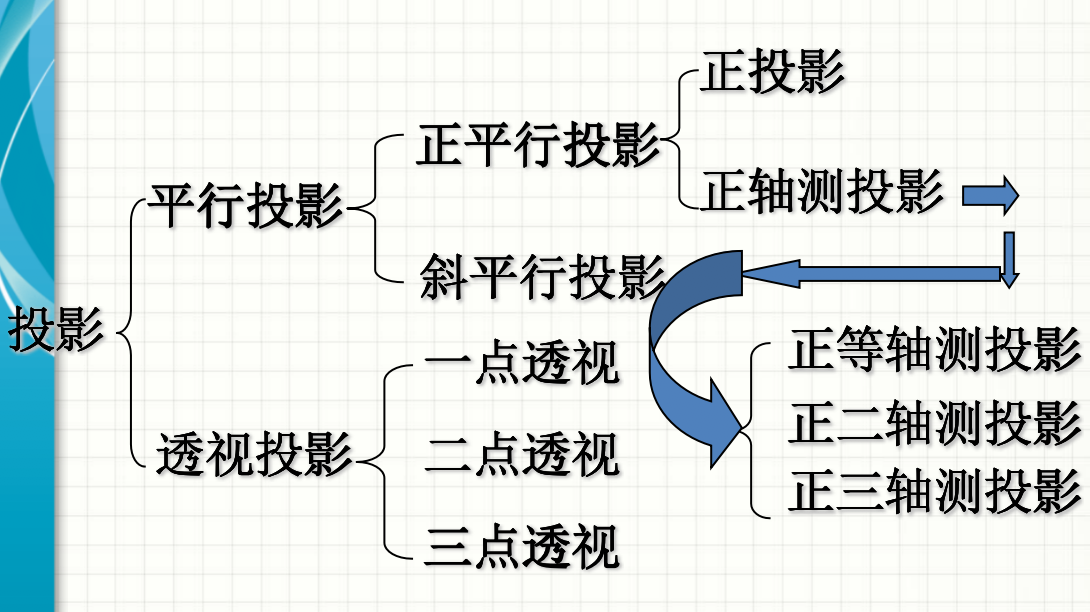 正投影
正平行投影
正轴测投影
平行投影
斜平行投影
投影
一点透视
正等轴测投影
正二轴测投影
透视投影
二点透视
正三轴测投影
三点透视